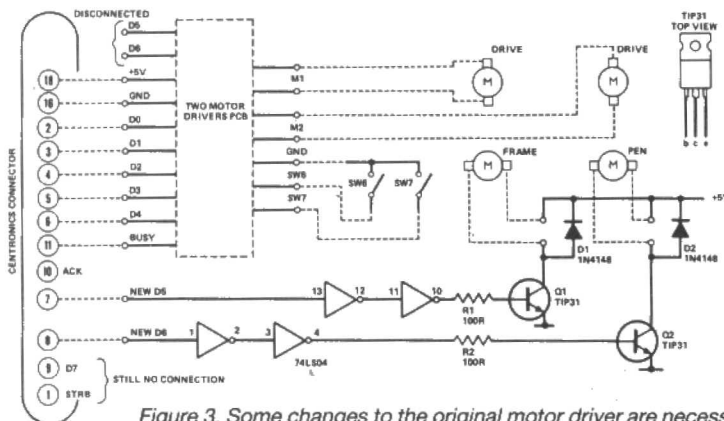 DISCONNECTED
D5
D6
18 +5V
16 GND
2 D0
3 D1
4 D2
5 D3
6 D4
11 BUSY
10 ACK
7 NEW D5
8 NEW D6
9 D7
1 STRB
STILL NO CONNECTION
CENTRONICS CONNECTOR
TWO MOTOR
DRIVERS PCB
M1
M2
GND
SW6
SW7
SW6
SW7
DRIVE
M
DRIVE
M
FRAME
M
PEN
M
TIP31
TOP VIEW
b c e
+5V
D1
1N4148
D2
1N4148
13 12 11 10
R1
100R
Q1
TIP31
1 2 3 4
74LS04
R2
100R
Q2
TIP31
Figure 3. Some changes to the original motor driver are necess